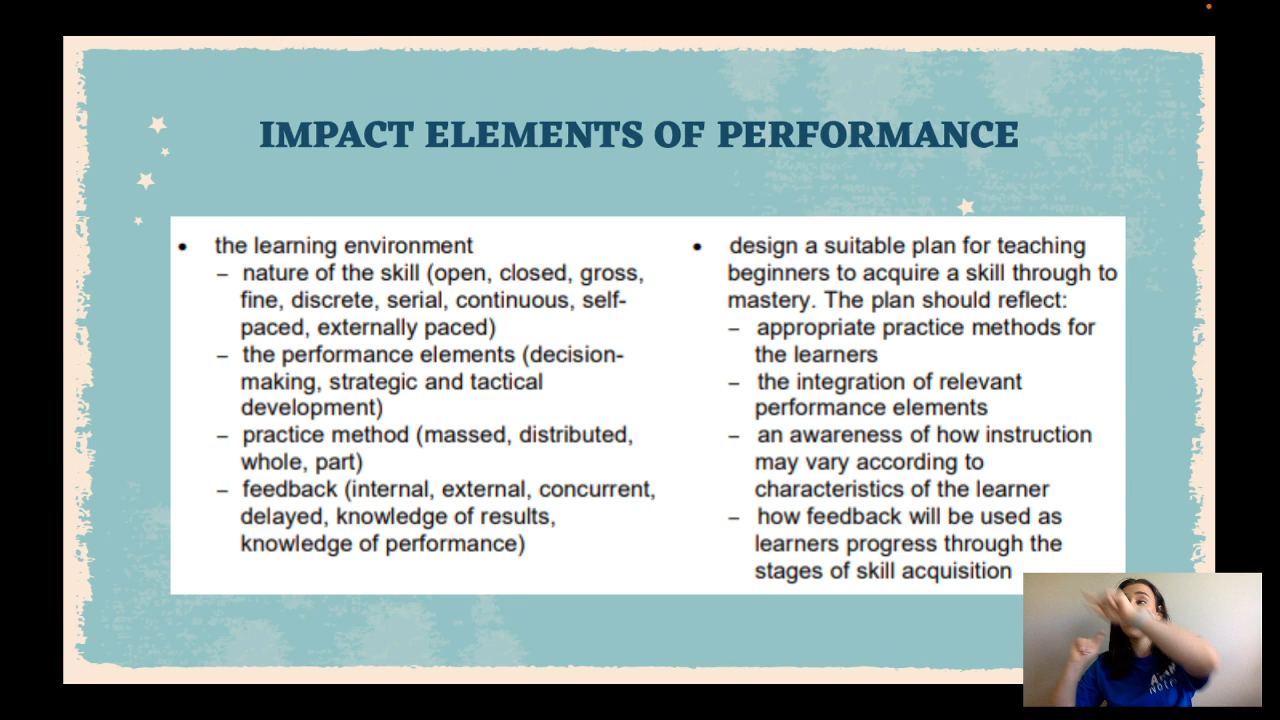 IMPACT ELEMENTS OF PERFORMANCE
• the learning environment
– nature of the skill (open, closed, gross,
fine, discrete, serial, continuous, self-
paced, externally paced)
– the performance elements (decision-
making, strategic and tactical
development)
– practice method (massed, distributed,
whole, part)
– feedback (internal, external, concurrent,
delayed, knowledge of results,
knowledge of performance)
• design a suitable plan for teaching
beginners to acquire a skill through to
mastery. The plan should reflect:
– appropriate practice methods for
the learners
– the integration of relevant
performance elements
– an awareness of how instruction
may vary according to
characteristics of the learner
– how feedback will be used as
learners progress through the
stages of skill acquisition